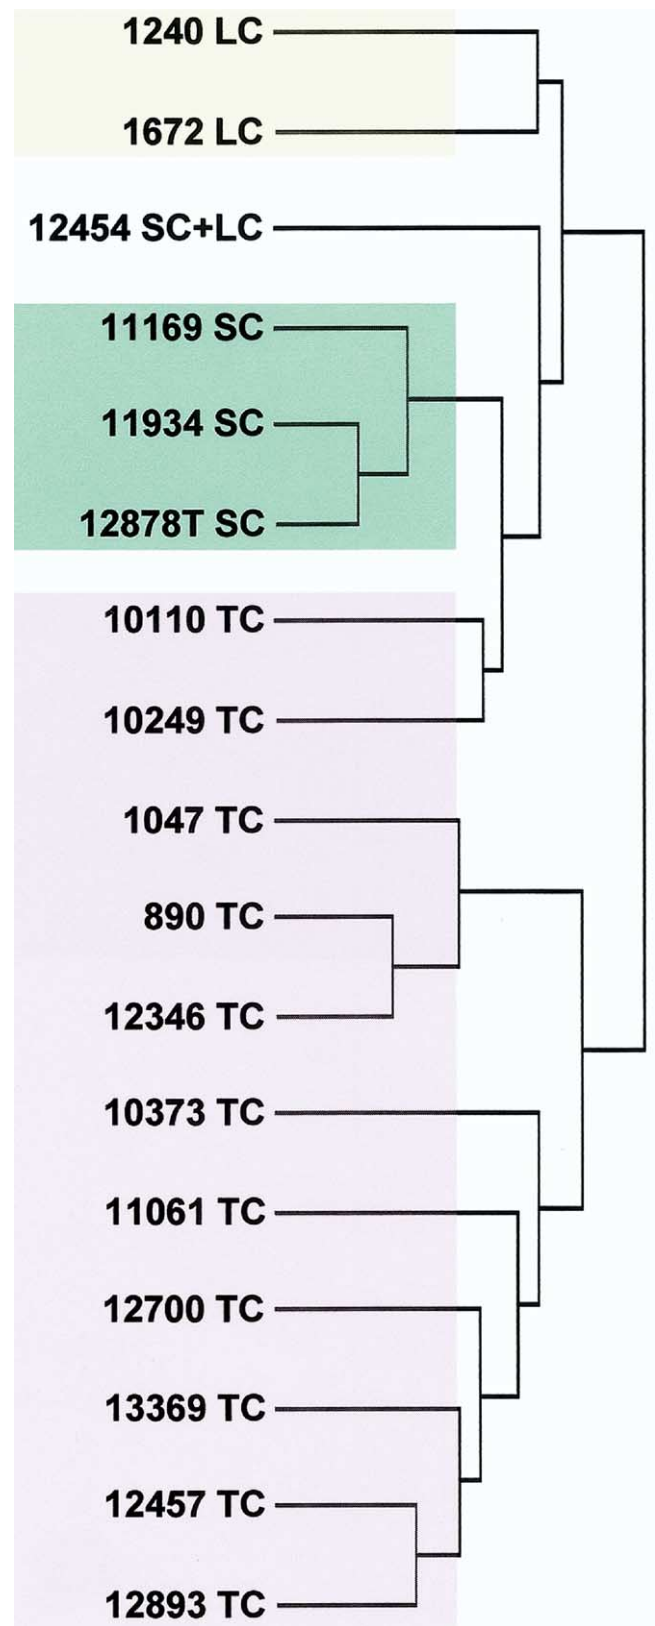 1240 LC
1672 LC
12454 SC+LC
11169 SC
11934 SC
12878T SC
10110 TC
10249 TC
1047 TC
890 TC
12346 TC
10373 TC
11061 TC
12700 TC
13369 TC
12457 TC
12893 TC